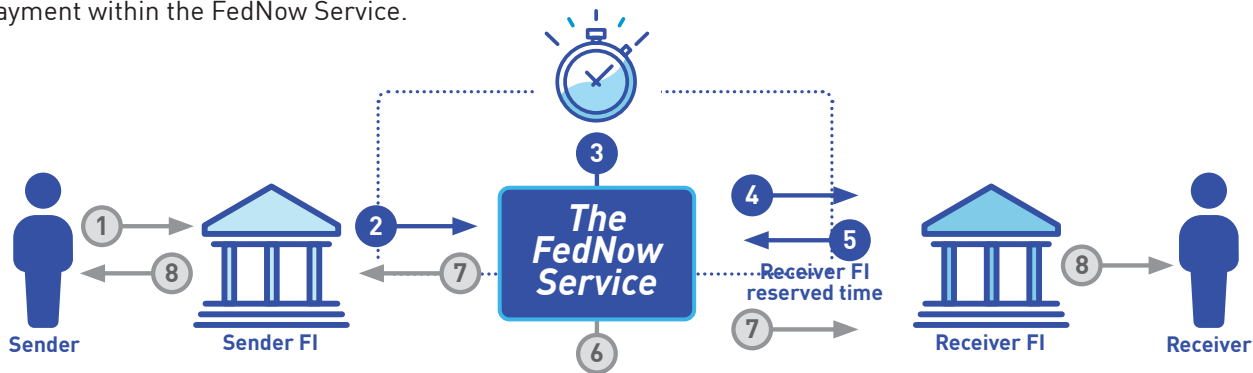 ayment within the FedNow Service.
3
4
1
2
The
FedNow
Service
5
8
7
8
Receiver FI
reserved time
7
Sender
Sender FI
6
Receiver FI
Receiver